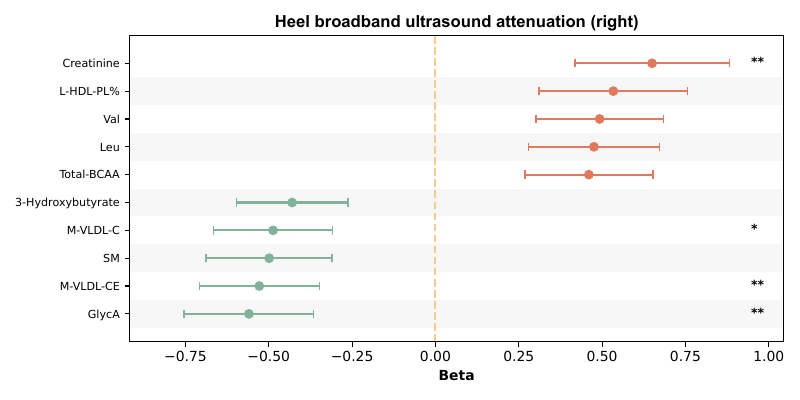 Heel broadband ultrasound attenuation (right)
Creatinine **
L-HDL-PL%
Val
Leu
Total-BCAA
3-Hydroxybutyrate
M-VLDL-C *
SM
M-VLDL-CE **
GlycA **
−0.75 −0.50 −0.25 0.00 0.25 0.50 0.75 1.00
Beta